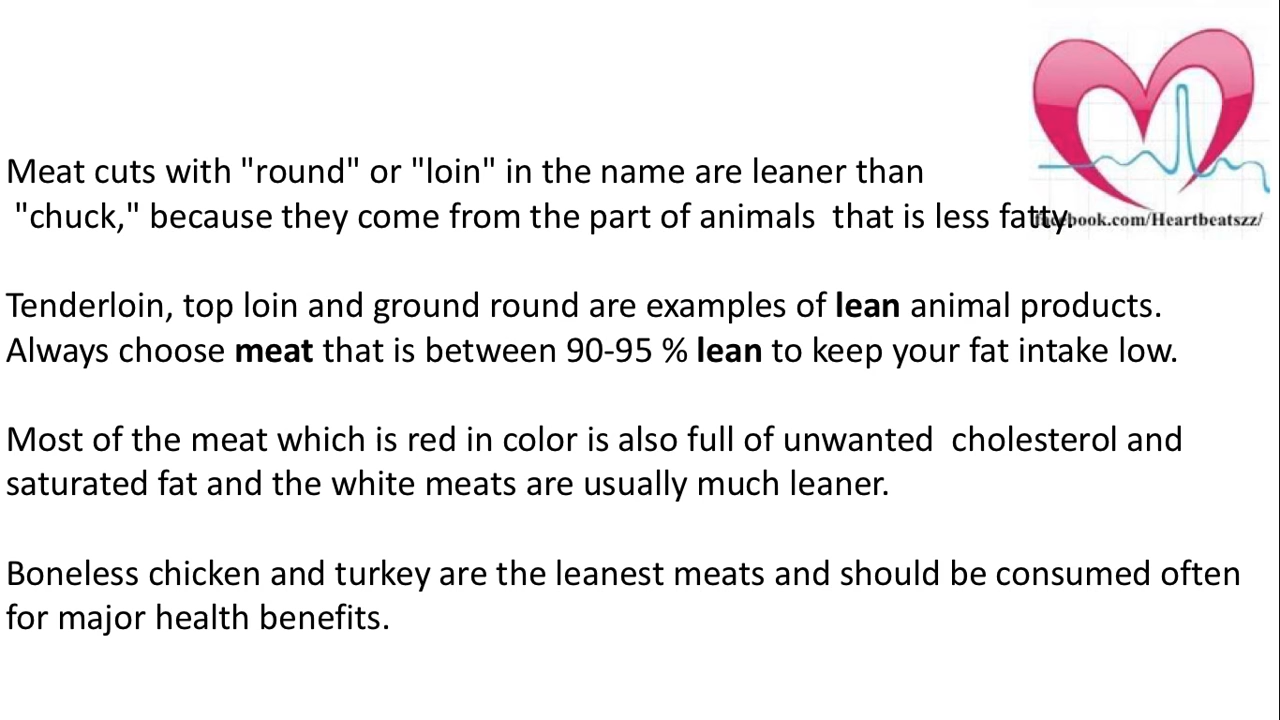 Meat cuts with "round" or "loin" in the name are leaner than
"chuck," because they come from the part of animals  that is less fatty.
facebook.com/Heartbeatszz/
Tenderloin, top loin and ground round are examples of lean animal products.
Always choose meat that is between 90-95 % lean to keep your fat intake low.
Most of the meat which is red in color is also full of unwanted  cholesterol and
saturated fat and the white meats are usually much leaner.
Boneless chicken and turkey are the leanest meats and should be consumed often
for major health benefits.